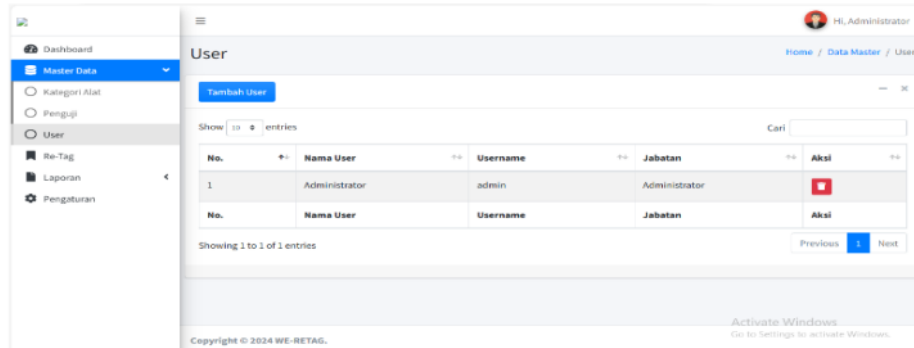 Hi, Administrator
Dashboard
Master Data
Kategori Alat
Penguji
User
Re-Tag
Laporan
Pengaturan
User
Home / Data Master / User
Tambah User
Show 10 entries
Cari
No. Nama User Username Jabatan Aksi
1 Administrator admin Administrator
No. Nama User Username Jabatan Aksi
Showing 1 to 1 of 1 entries
Previous 1 Next
Activate Windows
Go to Settings to activate Windows.
Copyright © 2024 WE-RETAG.